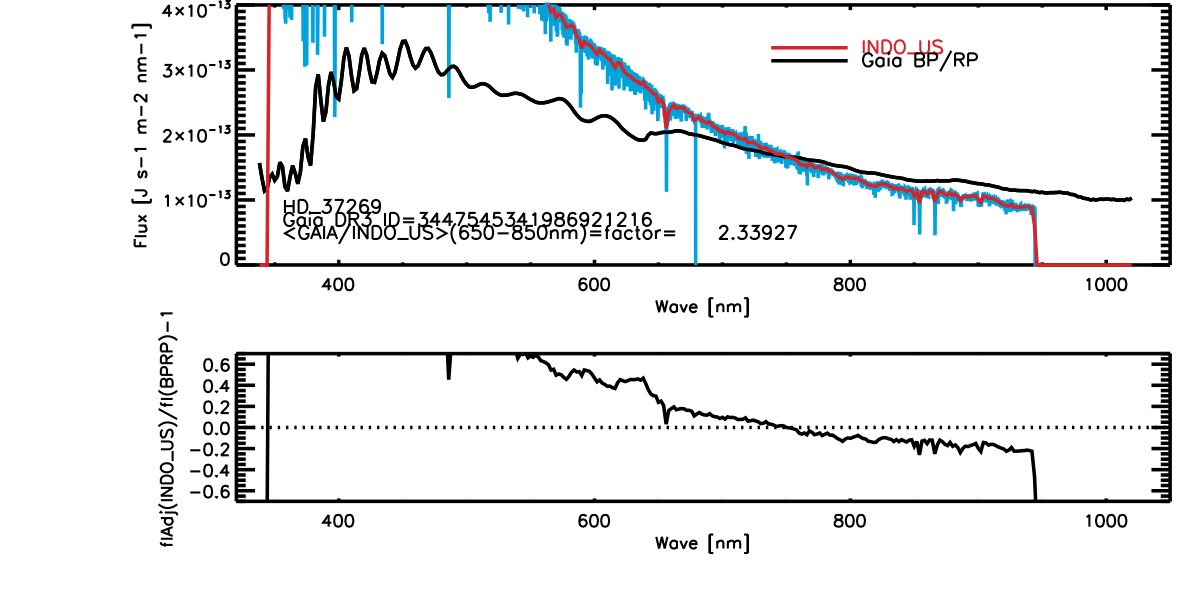 4×10−13
3×10−13
2×10−13
1×10−13
0
Flux [J s−1 m−2 nm−1]
INDO_US
Gaia BP/RP
HD_37269
Gaia DR3 ID=3447545341986921216
<GAIA/INDO_US>(650−850nm)=factor= 2.33927
400 600 800 1000
Wave [nm]
flAdj(INDO_US)/fl(BPRP)−1
0.6
0.4
0.2
0.0
−0.2
−0.4
−0.6
400 600 800 1000
Wave [nm]